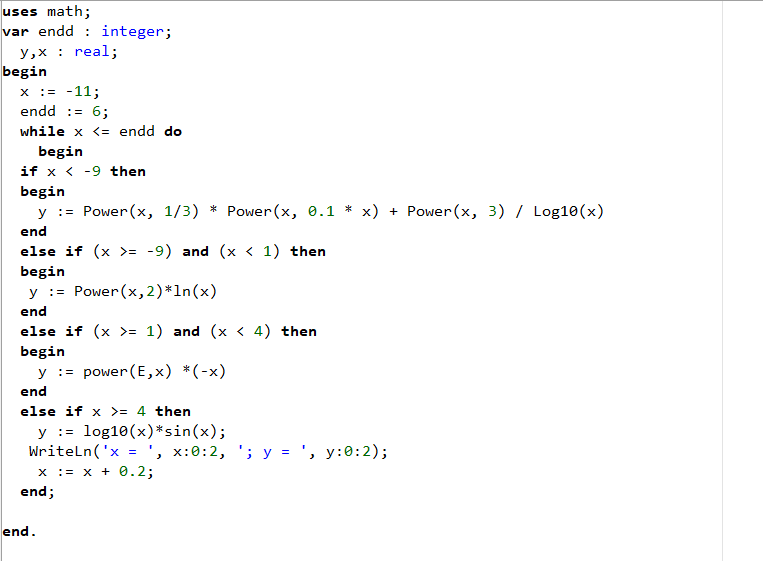 uses math;
var endd : integer;
  y,x : real;
begin
  x := -11;
  endd := 6;
  while x <= endd do
    begin
  if x < -9 then
  begin
    y := Power(x, 1/3) * Power(x, 0.1 * x) + Power(x, 3) / Log10(x)
  end
  else if (x >= -9) and (x < 1) then
  begin
   y := Power(x,2)*ln(x)
  end
  else if (x >= 1) and (x < 4) then
  begin
    y := power(E,x) *(-x)
  end
  else if x >= 4 then
    y := log10(x)*sin(x);
   WriteLn('x = ', x:0:2, '; y = ', y:0:2);
    x := x + 0.2;
  end;

end.